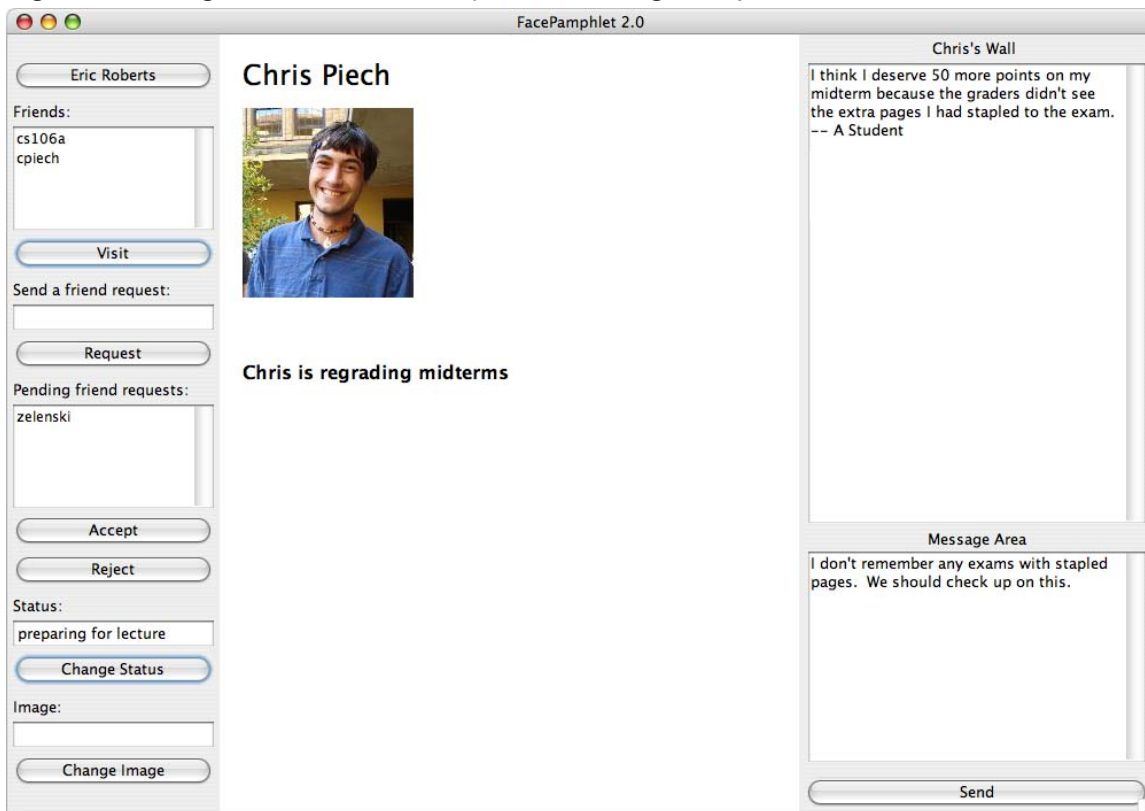 FacePamphlet 2.0
Eric Roberts
Friends:
cs106a
cpiech
Visit
Send a friend request:
Request
Pending friend requests:
zelenski
Accept
Reject
Status:
preparing for lecture
Change Status
Image:
Change Image
Chris Piech
Chris is regrading midterms
Chris's Wall
I think I deserve 50 more points on my
midterm because the graders didn't see
the extra pages I had stapled to the exam.
-- A Student
Message Area
I don't remember any exams with stapled
pages.  We should check up on this.
Send